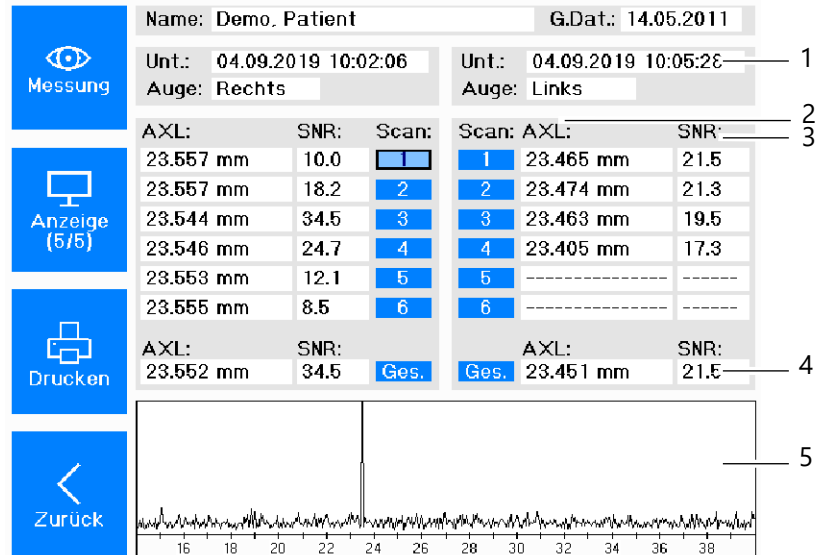 Name: Demo, Patient G.Dat.: 14.05.2011
Messung
Unt.: 04.09.2019 10:02:06 Unt.: 04.09.2019 10:05:28 1
Auge: Rechts Auge: Links
2
AXL: SNR: Scan: Scan: AXL: SNR: 3
23.557 mm 10.0 1 1 23.465 mm 21.5
23.557 mm 18.2 2 2 23.474 mm 21.3
Anzeige
(5/5)
23.544 mm 34.5 3 3 23.463 mm 19.5
23.546 mm 24.7 4 4 23.405 mm 17.3
23.553 mm 12.1 5 5 -------------- ------
23.555 mm 8.5 6 6 -------------- ------
AXL: SNR: AXL: SNR:
23.552 mm 34.5 Ges. Ges. 23.451 mm 21.5 4
Drucken
5
Zurück
16 18 20 22 24 26 28 30 32 34 36 38